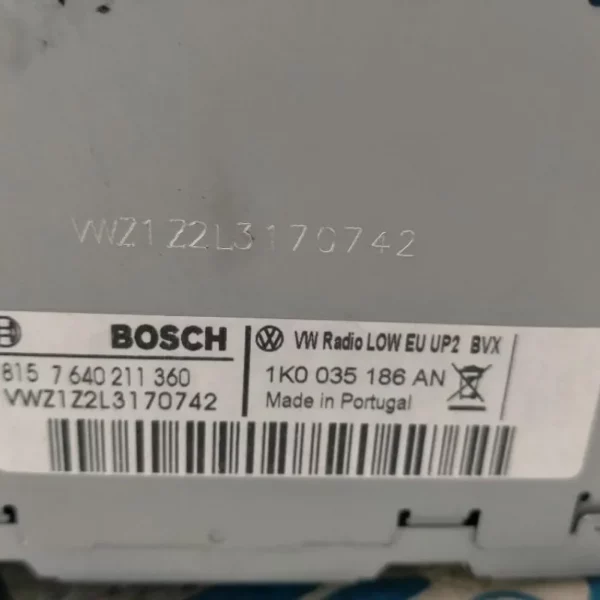 VWZ1Z2L3170742
BOSCH
VW Radio LOW EU UP2 BVX
815 7 640 211 360
1K0 035 186 AN
VWZ1Z2L3170742
Made in Portugal